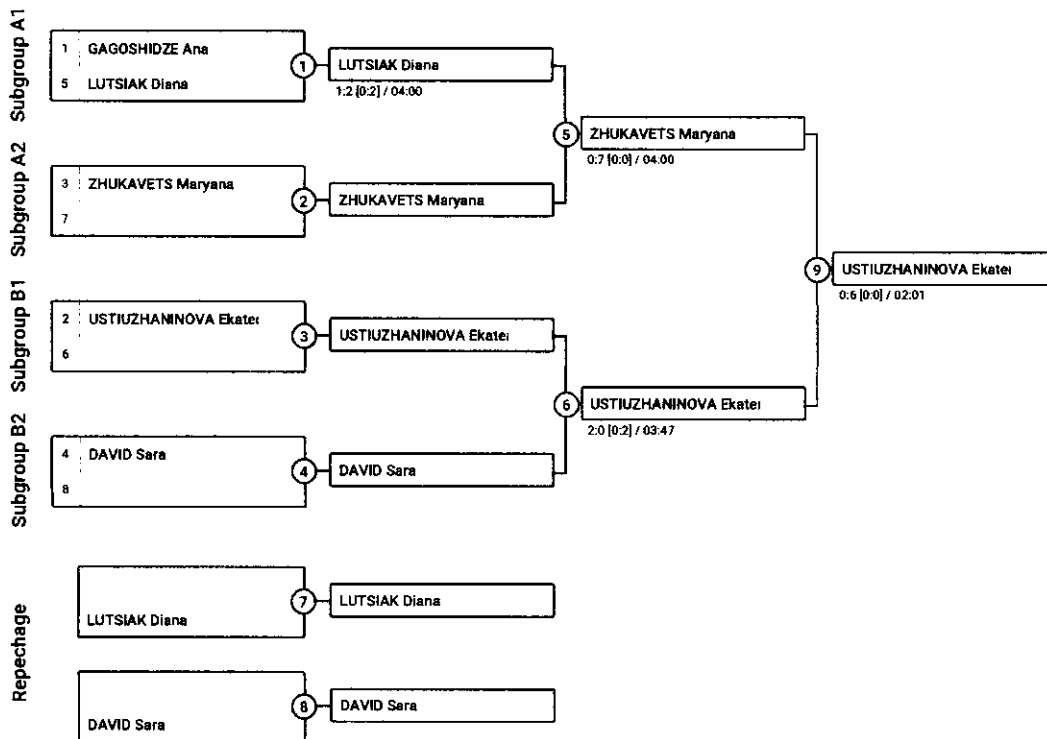 Subgroup A1
1 GAGOSHIDZE Ana
5 LUTSIAK Diana
1
LUTSIAK Diana
1:2 [0:2] / 04:00
Subgroup A2
3 ZHUKAVETS Maryana
7
2
ZHUKAVETS Maryana
5
ZHUKAVETS Maryana
0:7 [0:0] / 04:00
Subgroup B1
2 USTIUZHANINOVA Ekater
6
3
USTIUZHANINOVA Ekater
Subgroup B2
4 DAVID Sara
8
4
DAVID Sara
6
USTIUZHANINOVA Ekater
2:0 [0:2] / 03:47
9
USTIUZHANINOVA Ekater
0:6 [0:0] / 02:01
Repechage
LUTSIAK Diana
7
LUTSIAK Diana
DAVID Sara
8
DAVID Sara